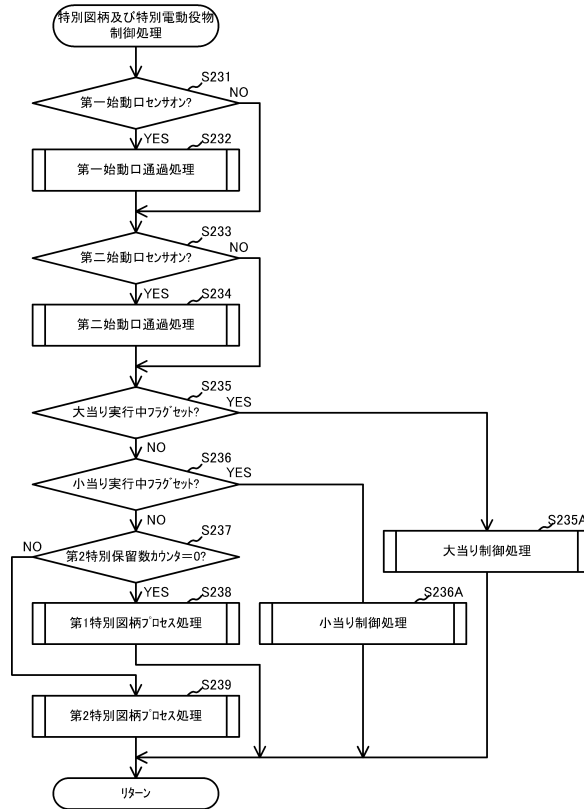 特別図柄及び特別電動役物
制御処理
S231
第一始動口センサオン?
NO
YES
S232
第一始動口通過処理
S233
第二始動口センサオン?
NO
YES
S234
第二始動口通過処理
S235
大当り実行中フラグセット?
YES
NO
S236
小当り実行中フラグセット?
YES
NO
S237
第2特別保留数カウンタ=0?
NO
YES
S235A
大当り制御処理
S238
第1特別図柄プロセス処理
S236A
小当り制御処理
S239
第2特別図柄プロセス処理
リターン